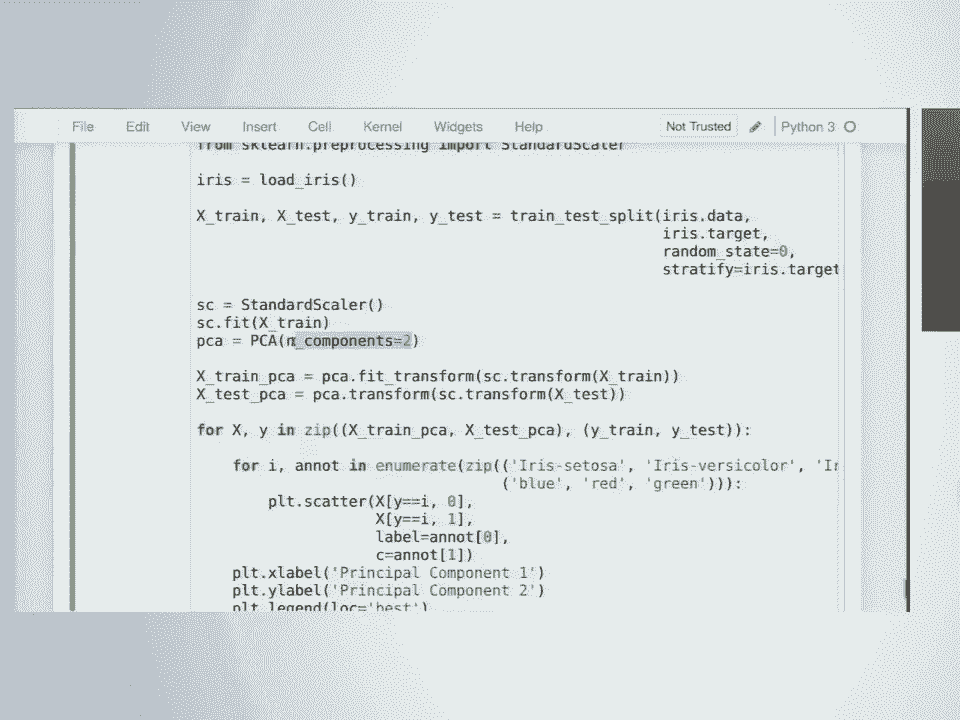 File Edit View Insert Cell Kernel Widgets Help Not Trusted Python 3
from sklearn.preprocessing import StandardScaler
iris = load_iris()
X_train, X_test, y_train, y_test = train_test_split(iris.data,
iris.target,
random_state=0,
stratify=iris.target
sc = StandardScaler()
sc.fit(X_train)
pca = PCA(n_components=2)
X_train_pca = pca.fit_transform(sc.transform(X_train))
X_test_pca = pca.transform(sc.transform(X_test))
for X, y in zip((X_train_pca, X_test_pca), (y_train, y_test)):
for i, annot in enumerate(zip(('Iris-setosa', 'Iris-versicolor', 'Ir
('blue', 'red', 'green'))):
plt.scatter(X[y==i, 0],
X[y==i, 1],
label=annot[0],
c=annot[1])
plt.xlabel('Principal Component 1')
plt.ylabel('Principal Component 2')
plt.legend(loc='best')